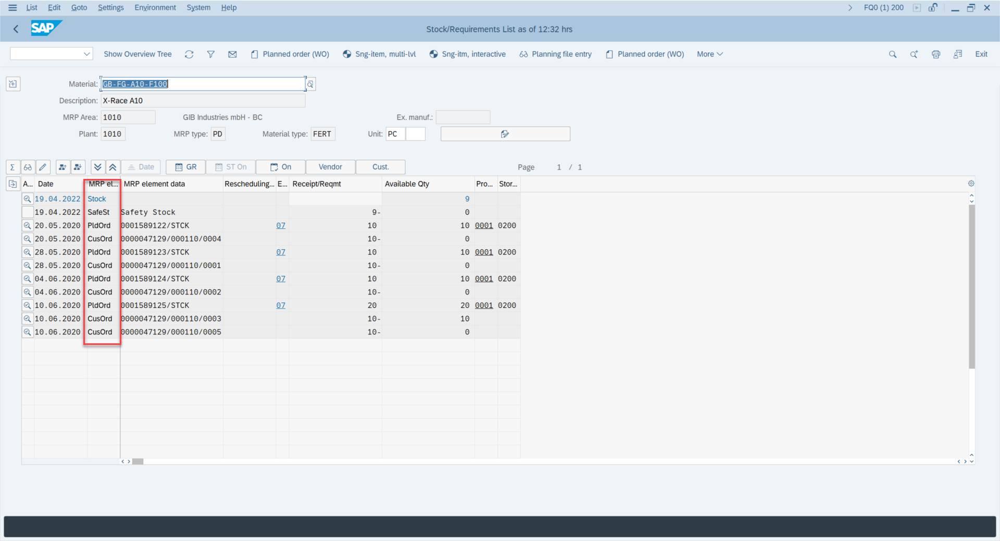 List Edit Goto Settings Environment System Help FQ0 (1) 200
SAP Stock/Requirements List as of 12:32 hrs
Show Overview Tree Planned order (WO) Sng-item, multi-lvl Sng-itm, interactive Planning file entry Planned order (WO) More Exit
Material: GB-FG-A10-F100
Description: X-Race A10
MRP Area: 1010 GIB Industries mbH - BC Ex. manuf.:
Plant: 1010 MRP type: PD Material type: FERT Unit: PC
Σ Date GR ST On On Vendor Cust. Page 1 / 1
A... Date MRP el... MRP element data Rescheduling... E... Receipt/Reqmt Available Qty Pro... Stor...
19.04.2022 Stock 9
19.04.2022 SafeSt Safety Stock 9- 0
20.05.2020 PldOrd 0001589122/STCK 07 10 10 0001 0200
20.05.2020 CusOrd 0000047129/000110/0004 10- 0
28.05.2020 PldOrd 0001589123/STCK 07 10 10 0001 0200
28.05.2020 CusOrd 0000047129/000110/0001 10- 0
04.06.2020 PldOrd 0001589124/STCK 07 10 10 0001 0200
04.06.2020 CusOrd 0000047129/000110/0002 10- 0
10.06.2020 PldOrd 0001589125/STCK 07 20 20 0001 0200
10.06.2020 CusOrd 0000047129/000110/0003 10- 10
10.06.2020 CusOrd 0000047129/000110/0005 10- 0